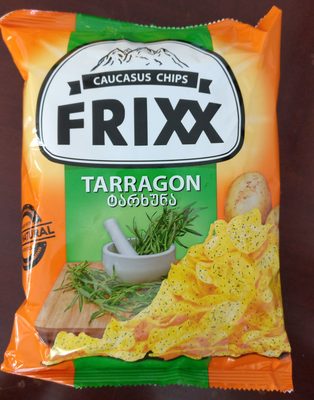 CAUCASUS CHIPS
FRIXX
TARRAGON
ტარხუნა
NATURAL